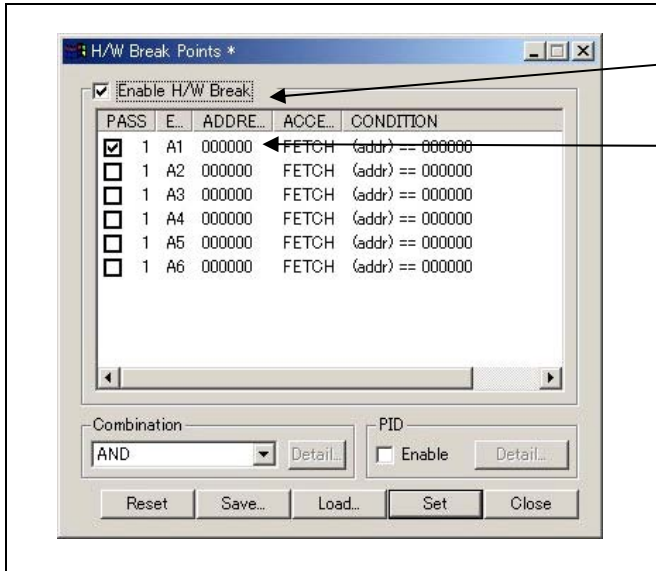 H/W Break Points *
Enable H/W Break
PASS E... ADDRE... ACCE... CONDITION
1 A1 000000 FETCH (addr) == 000000
1 A2 000000 FETCH (addr) == 000000
1 A3 000000 FETCH (addr) == 000000
1 A4 000000 FETCH (addr) == 000000
1 A5 000000 FETCH (addr) == 000000
1 A6 000000 FETCH (addr) == 000000
Combination PID
AND Detail... Enable Detail...
Reset Save... Load... Set Close